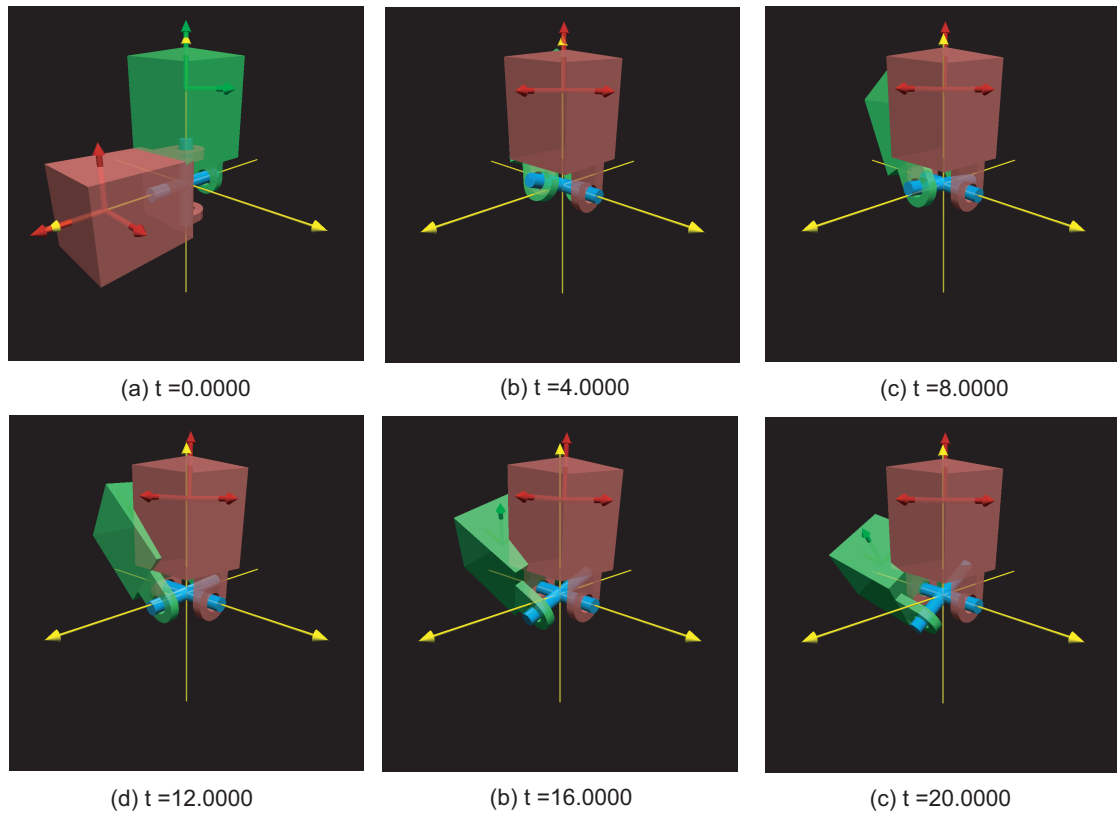 (a) t =0.0000
(b) t =4.0000
(c) t =8.0000
(d) t =12.0000
(b) t =16.0000
(c) t =20.0000